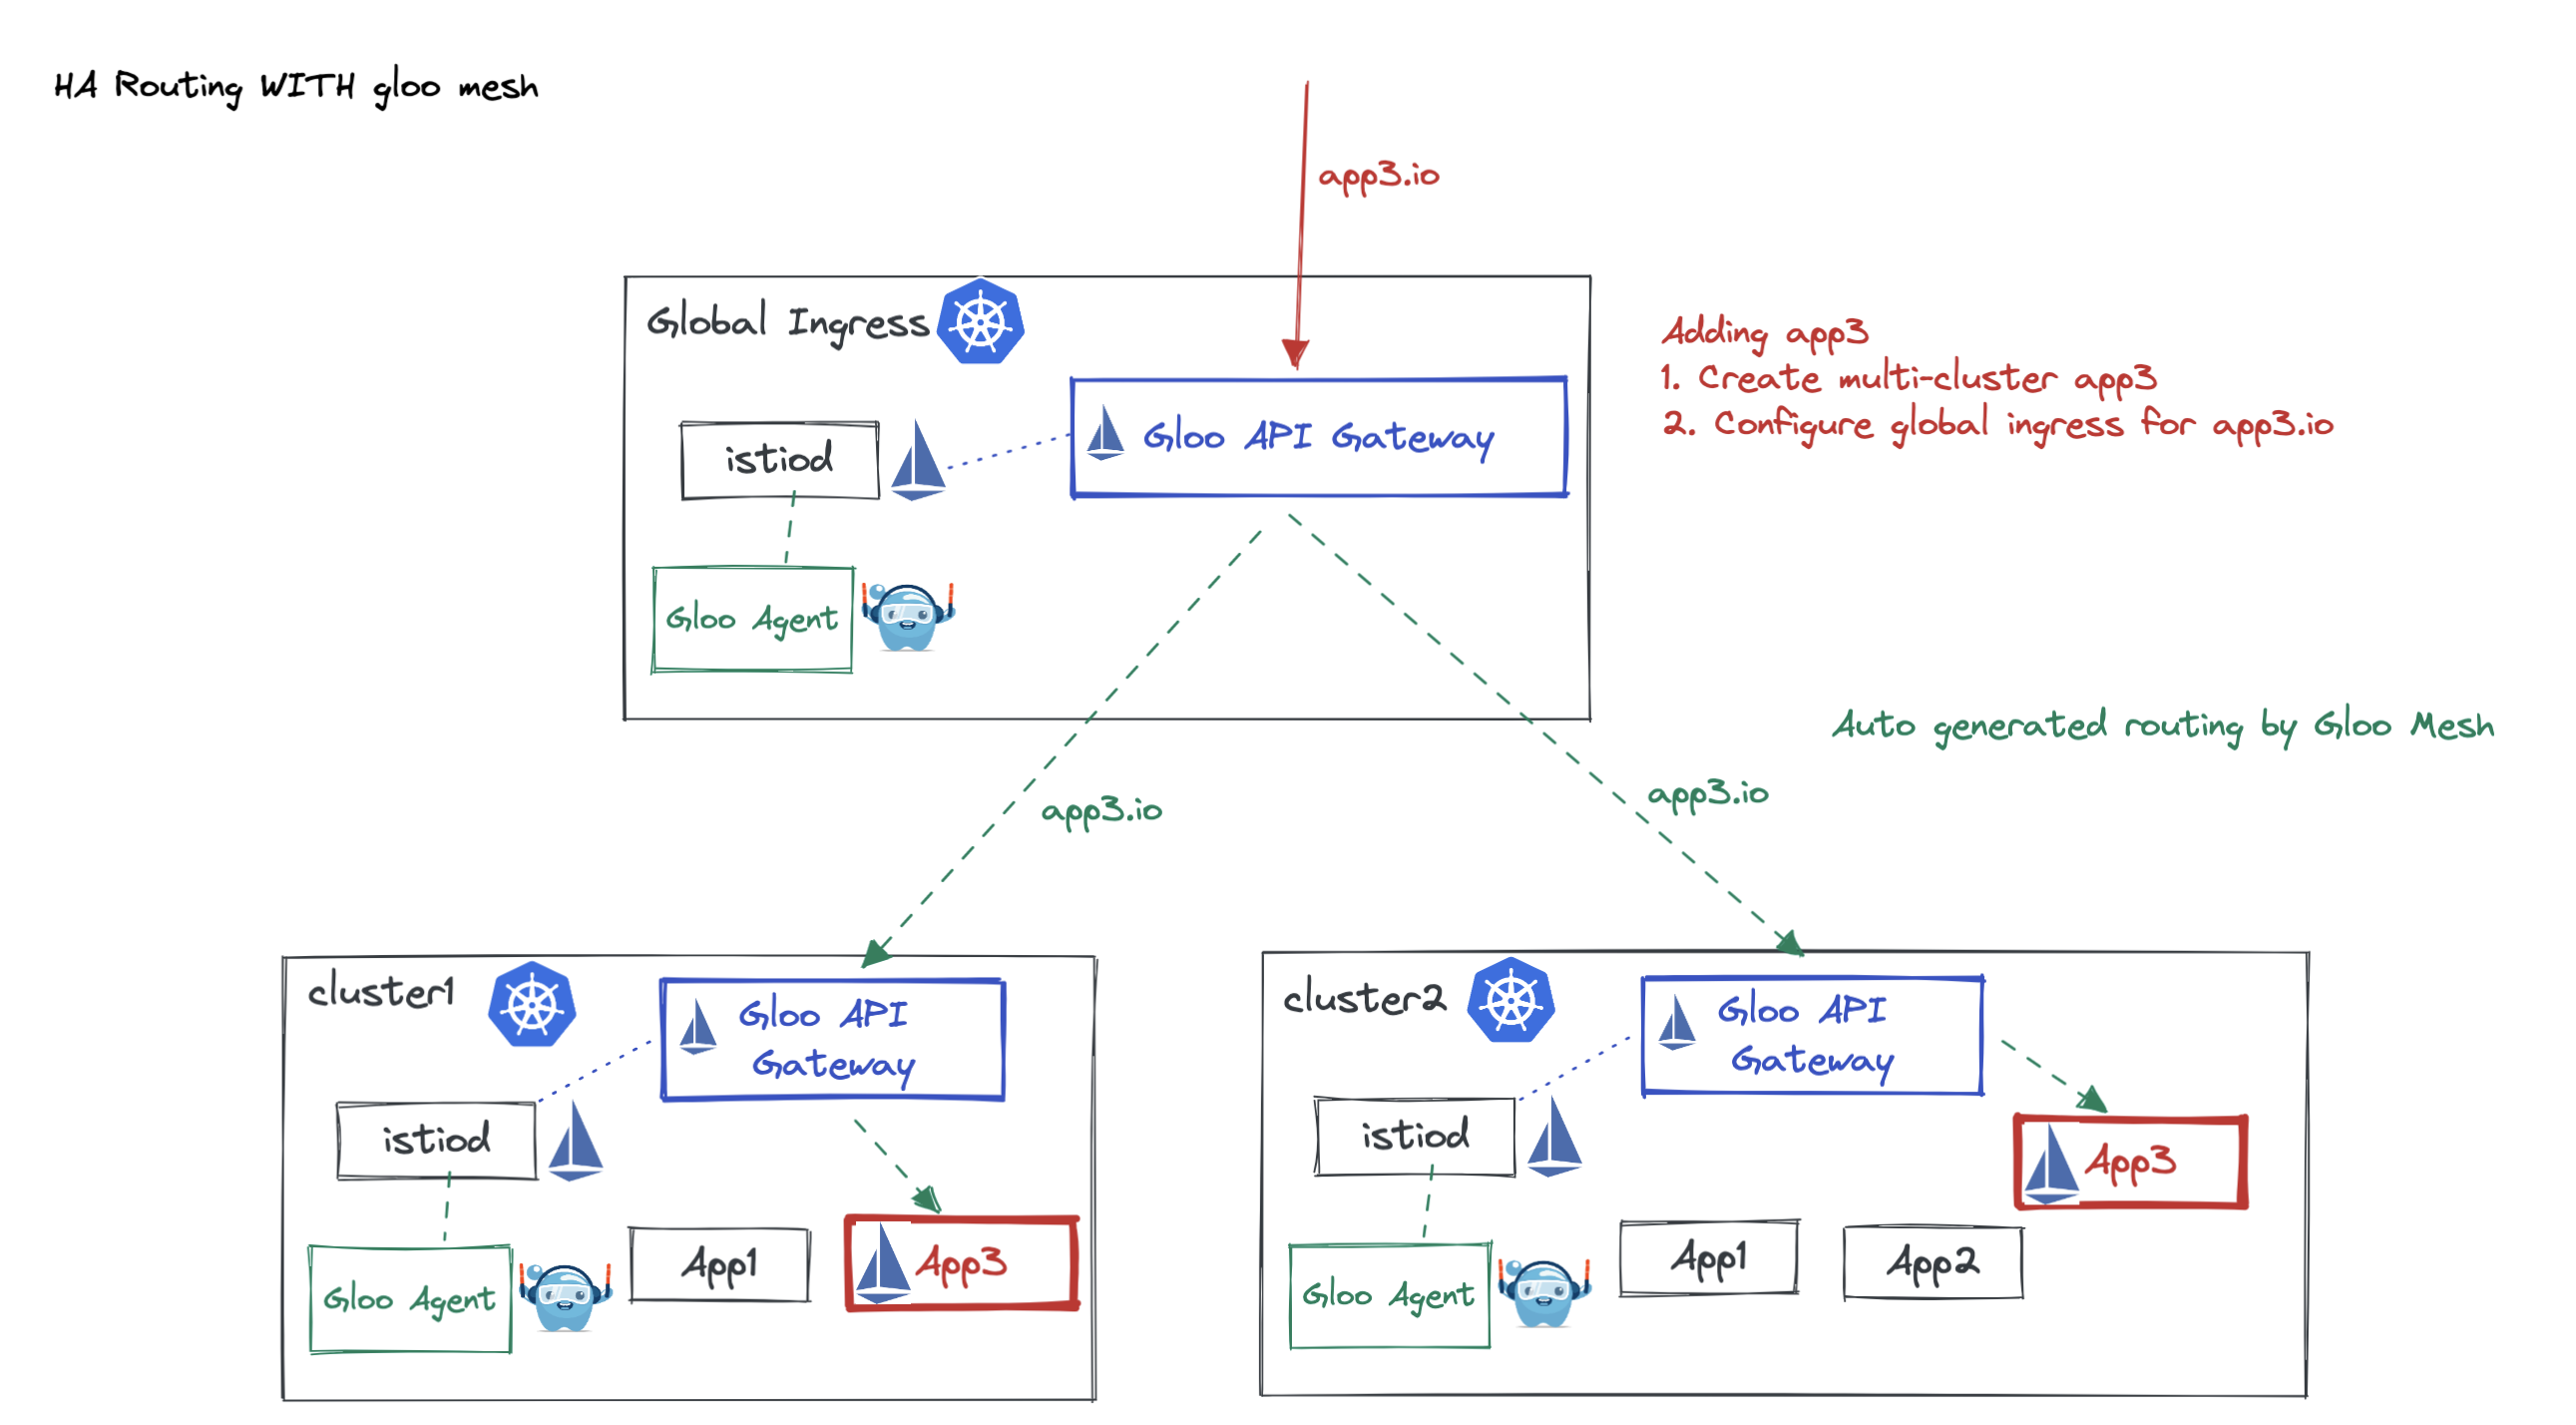 HA Routing WITH gloo mesh
app3.io
Global Ingress
Adding app3
1. Create multi-cluster app3
2. Configure global ingress for app3.io
istiod
Gloo API Gateway
Gloo Agent
Auto generated routing by Gloo Mesh
app3.io
app3.io
cluster1
Gloo API
Gateway
istiod
Gloo Agent
App1
App3
cluster2
Gloo API
Gateway
istiod
App3
Gloo Agent
App1
App2